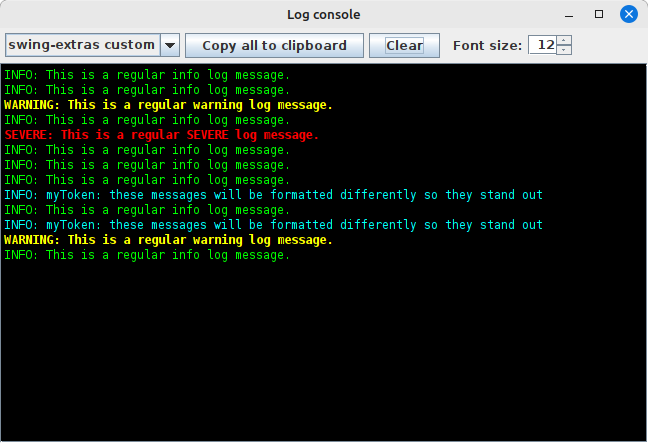 Log console
swing-extras custom Copy all to clipboard Clear Font size: 12
INFO: This is a regular info log message.
INFO: This is a regular info log message.
WARNING: This is a regular warning log message.
INFO: This is a regular info log message.
SEVERE: This is a regular SEVERE log message.
INFO: This is a regular info log message.
INFO: This is a regular info log message.
INFO: This is a regular info log message.
INFO: myToken: these messages will be formatted differently so they stand out
INFO: This is a regular info log message.
INFO: myToken: these messages will be formatted differently so they stand out
WARNING: This is a regular warning log message.
INFO: This is a regular info log message.